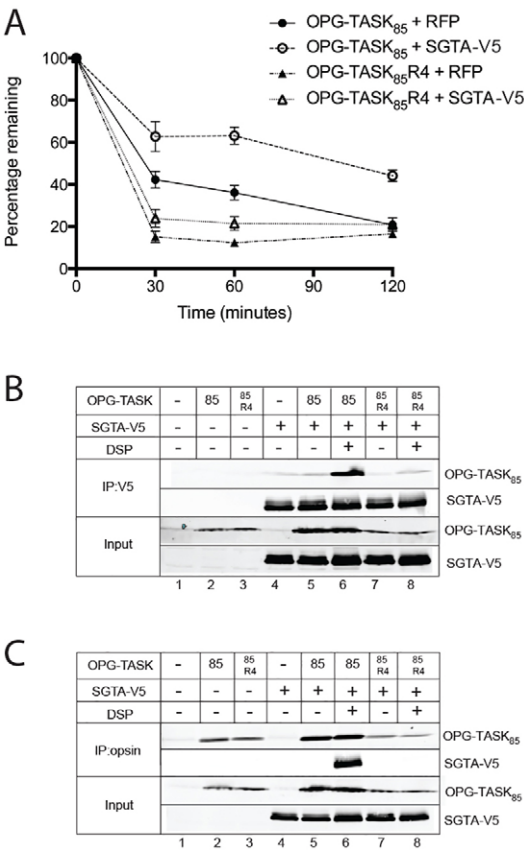 A
OPG-TASK85 + RFP
OPG-TASK85 + SGTA-V5
OPG-TASK85R4 + RFP
OPG-TASK85R4 + SGTA-V5
Percentage remaining
100
80
60
40
20
0
0 30 60 90 120
Time (minutes)
B
OPG-TASK - 85 85 R4 - 85 85 85 R4 85 R4
SGTA-V5 - - - + + + + +
DSP - - - - - + - +
IP:V5 OPG-TASK85
SGTA-V5
Input OPG-TASK85
SGTA-V5
1 2 3 4 5 6 7 8
C
OPG-TASK - 85 85 R4 - 85 85 85 R4 85 R4
SGTA-V5 - - - + + + + +
DSP - - - - - + - +
IP:opsin OPG-TASK85
SGTA-V5
Input OPG-TASK85
SGTA-V5
1 2 3 4 5 6 7 8